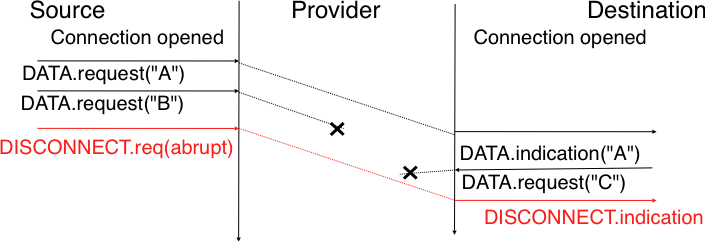 Source Provider Destination
Connection opened Connection opened
DATA.request("A")
DATA.request("B")
DISCONNECT.req(abrupt)
DATA.indication("A")
DATA.request("C")
DISCONNECT.indication